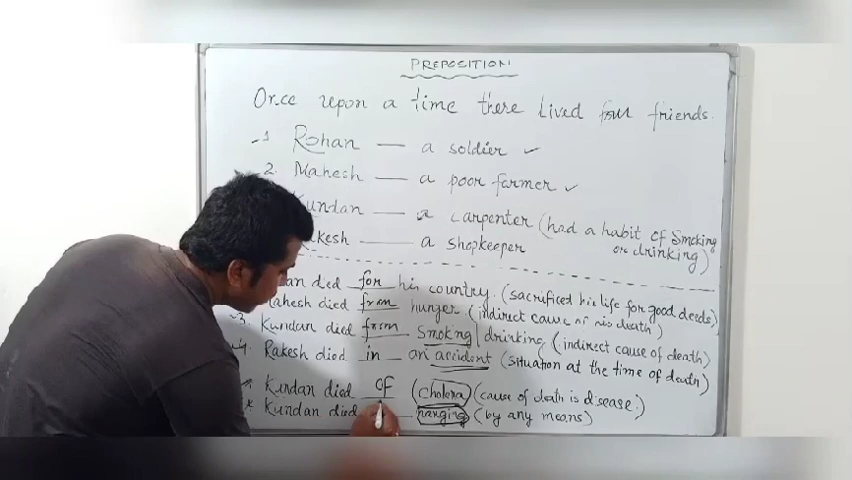 PREPOSITION
Once upon a time there lived four friends.
1 Rohan — a soldier ✓
2. Mahesh — a poor farmer ✓
Kundan — a carpenter (had a habit of smoking or drinking)
kesh — a shopkeeper
an died for his country. (sacrificed his life for good deeds)
Mahesh died from hunger (indirect cause of his death)
3. Kundan died from smoking/drinking (indirect cause of death)
4. Rakesh died in an accident (situation at the time of death)
* Kundan died of (cholera) (cause of death is disease.)
* Kundan died hanging (by any means)